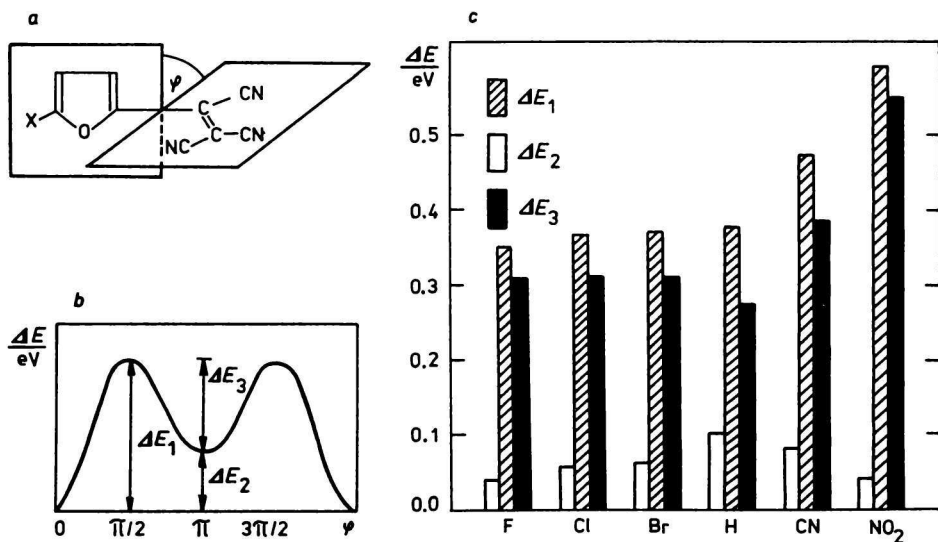 a
φ
X
O
C
CN
NC
C
CN
b
ΔE
eV
ΔE₃
ΔE₁
ΔE₂
0
π/2
π
3π/2
φ
c
ΔE
eV
ΔE₁
ΔE₂
ΔE₃
0.5
0.4
0.3
0.2
0.1
0.0
F
Cl
Br
H
CN
NO₂